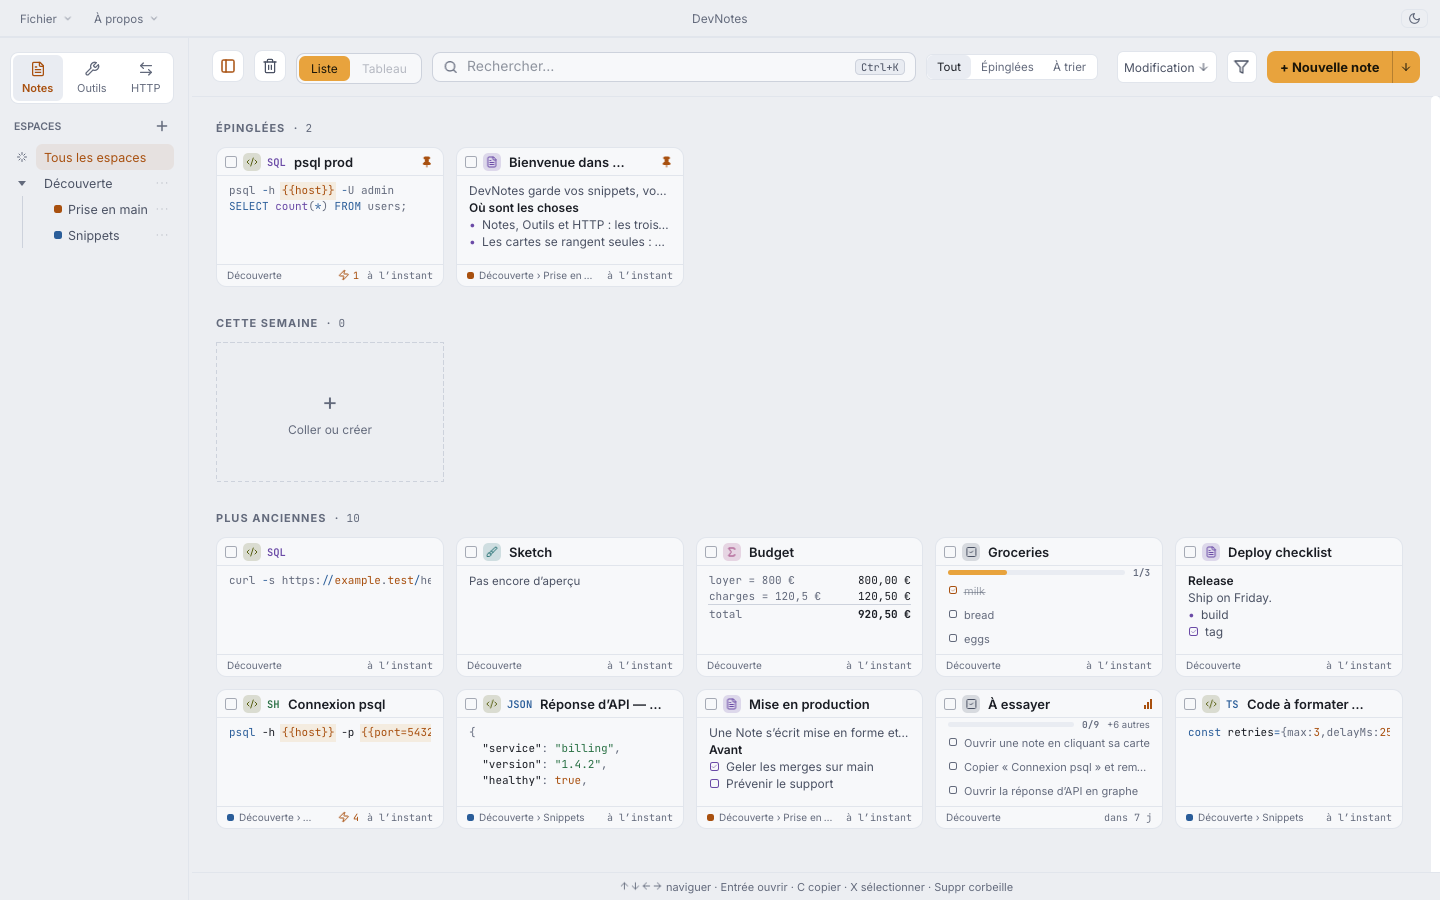 Fichier À propos DevNotes
Notes Outils HTTP
Liste Tableau Rechercher... Ctrl+K Tout Épinglées À trier Modification ↓ + Nouvelle note ↓
ESPACES +
Tous les espaces
Découverte ...
Prise en main ...
Snippets ...
ÉPINGLÉES · 2
SQL psql prod
psql -h {{host}} -U admin
SELECT count(*) FROM users;
Découverte 1 à l’instant
Bienvenue dans …
DevNotes garde vos snippets, vo…
Où sont les choses
• Notes, Outils et HTTP : les trois…
• Les cartes se rangent seules : …
Découverte › Prise en … à l’instant
CETTE SEMAINE · 0
+
Coller ou créer
PLUS ANCIENNES · 10
SQL
curl -s https://example.test/he
Découverte à l’instant
Sketch
Pas encore d’aperçu
Découverte à l’instant
Budget
loyer = 800 € 800,00 €
charges = 120,5 € 120,50 €
total 920,50 €
Découverte à l’instant
Groceries
1/3
milk
bread
eggs
Découverte à l’instant
Deploy checklist
Release
Ship on Friday.
• build
tag
Découverte à l’instant
SH Connexion psql
psql -h {{host}} -p {{port=5432
Découverte › … 4 à l’instant
JSON Réponse d’API — …
{
"service": "billing",
"version": "1.4.2",
"healthy": true,
Découverte › Snippets à l’instant
Mise en production
Une Note s’écrit mise en forme et…
Avant
Geler les merges sur main
Prévenir le support
Découverte › Prise en … à l’instant
À essayer
0/9 +6 autres
Ouvrir une note en cliquant sa carte
Copier « Connexion psql » et rem…
Ouvrir la réponse d’API en graphe
Découverte dans 7 j
TS Code à formater …
const retries={max:3,delayMs:25
Découverte › Snippets à l’instant
↑↓←→ naviguer · Entrée ouvrir · C copier · X sélectionner · Suppr corbeille